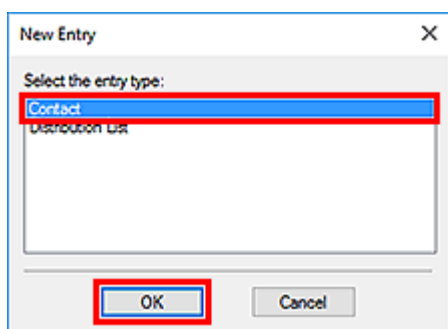 New Entry
Select the entry type:
Contact
Distribution List
OK Cancel